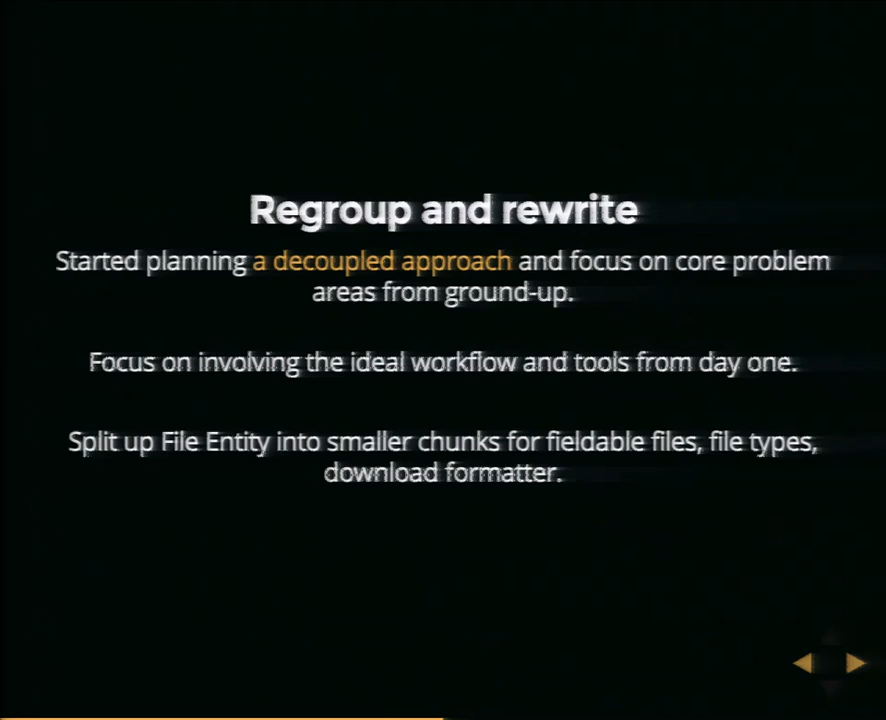 Regroup and rewrite
Started planning a decoupled approach and focus on core problem
areas from ground-up.
Focus on involving the ideal workflow and tools from day one.
Split up File Entity into smaller chunks for fieldable files, file types,
download formatter.